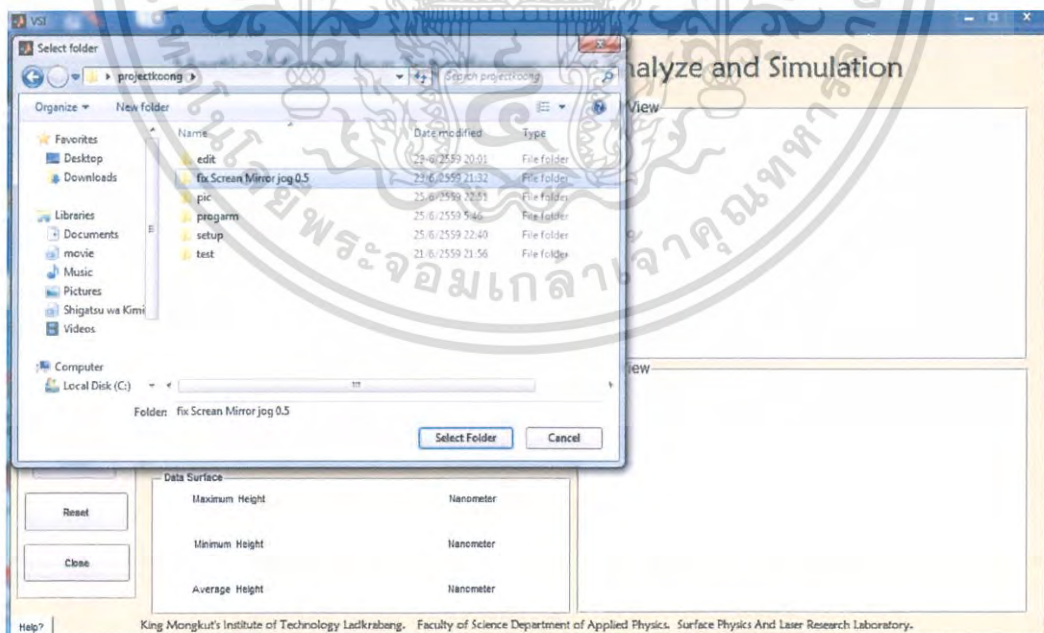 VSI
Select folder
nalyze and Simulation
projectkoong
Search projectkoong
Organize
New folder
View
Name
Date modified
Type
Favorites
Desktop
Downloads
Libraries
Documents
movie
Music
Pictures
Shigatsu wa Kimi
Videos
Computer
Local Disk (C:)
edit
20:01
File folder
fix Screan Mirror jog 0.5
21:32
File folder
pic
25/6/2559 22:51
File folder
progarm
25/6/2559 5:46
File folder
setup
25/6/2559 22:40
File folder
test
21/6/2559 21:56
File folder
Folder: fix Screan Mirror jog 0.5
Select Folder
Cancel
iew
Data Surface
Maximum Height
Nanometer
Minimum Height
Nanometer
Average Height
Nanometer
Reset
Close
Help?
King Mongkut's Institute of Technology Ladkrabang. Faculty of Science Department of Applied Physics. Surface Physics And Laser Research Laboratory.